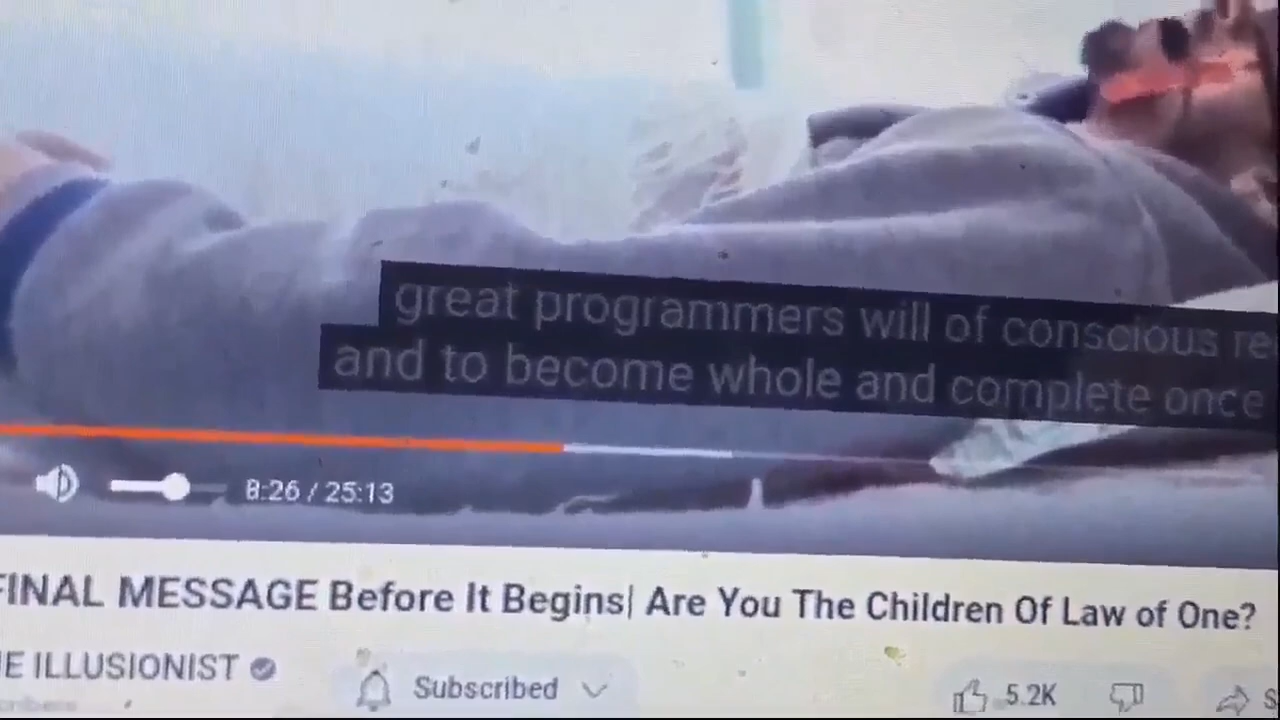 great programmers will of conscious re
and to become whole and complete once
8:26 / 25:13
FINAL MESSAGE Before It Begins| Are You The Children Of Law of One?
E ILLUSIONIST
Subscribed
5.2K
S